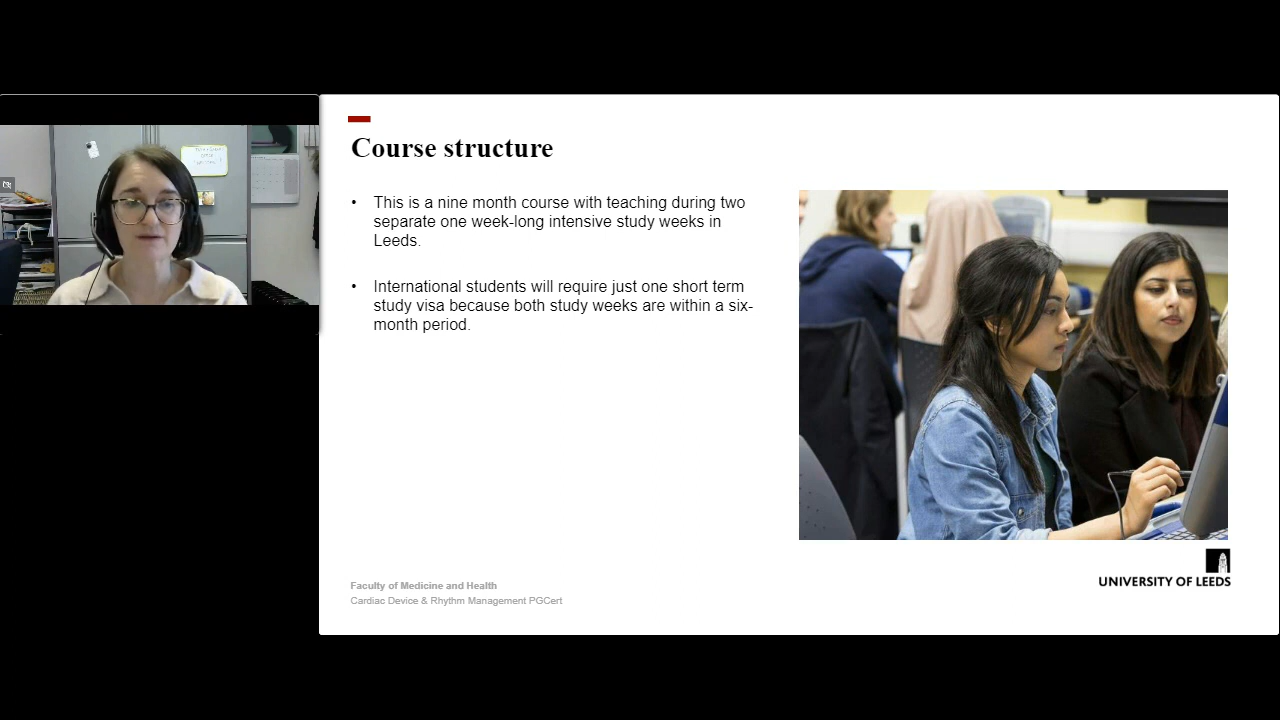 Course structure
• This is a nine month course with teaching during two
separate one week-long intensive study weeks in
Leeds.
• International students will require just one short term
study visa because both study weeks are within a six-
month period.
Faculty of Medicine and Health
Cardiac Device & Rhythm Management PGCert
UNIVERSITY OF LEEDS